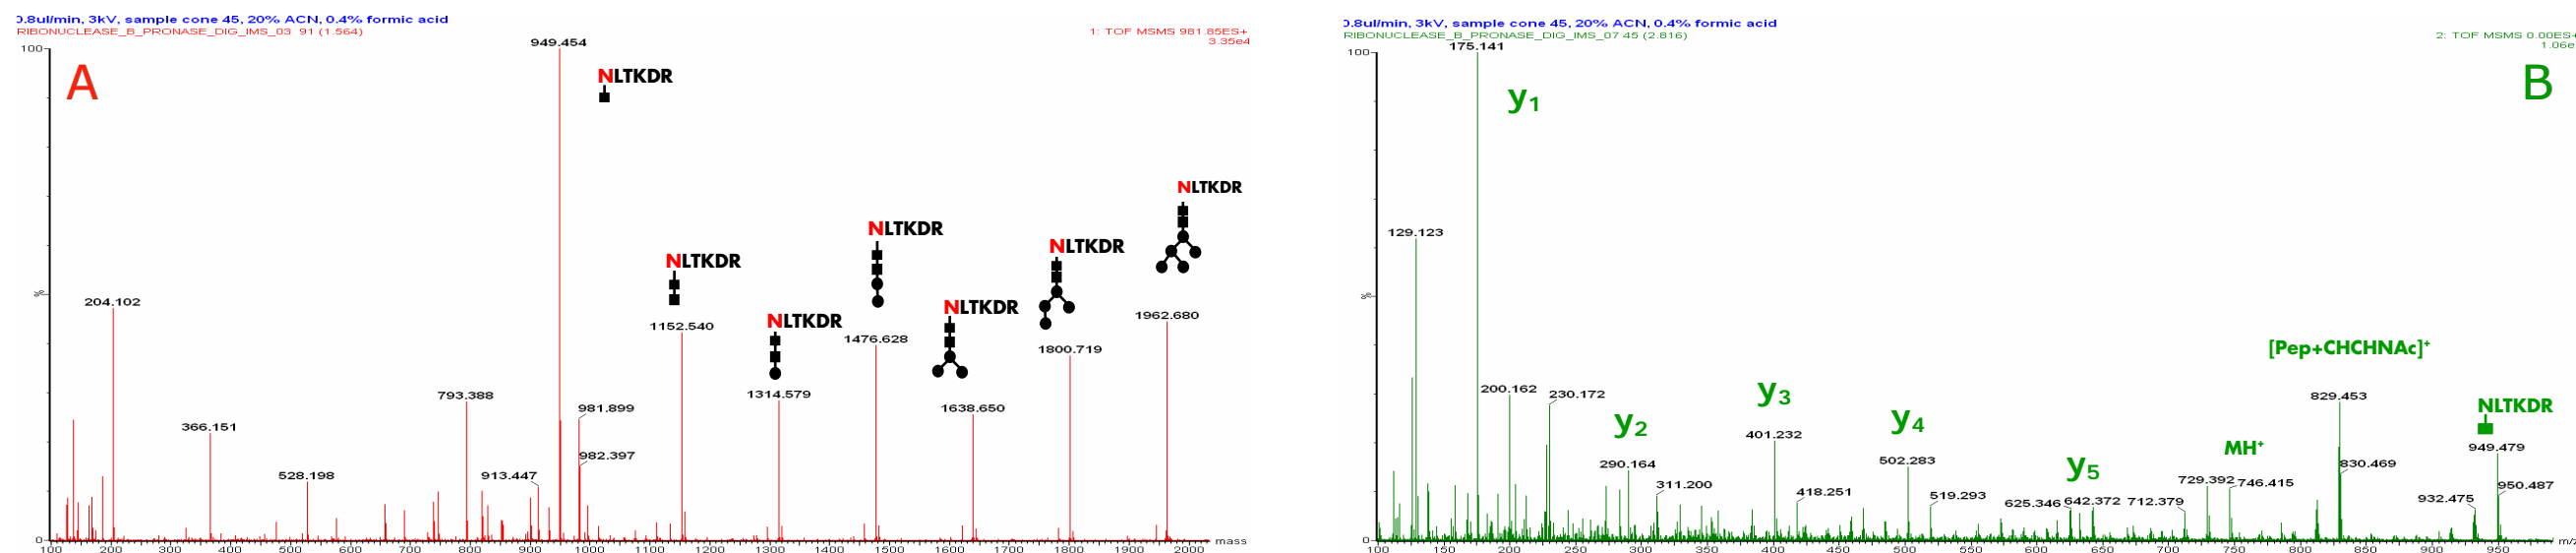 0.8ul/min, 3kV, sample cone 45, 20% ACN, 0.4% formic acid
RIBONUCLEASE_B_PRONASE_DIG_IMS_03 91 (1.564)
1: TOF MSMS 981.85ES+
3.35e4
A
100
%
0
949.454
NLTKDR
204.102
366.151
528.198
793.388
913.447
981.899
982.397
NLTKDR
1152.540
NLTKDR
1314.579
NLTKDR
1476.628
NLTKDR
1638.650
NLTKDR
1800.719
NLTKDR
1962.680
100 200 300 400 500 600 700 800 900 1000 1100 1200 1300 1400 1500 1600 1700 1800 1900 2000 mass
0.8ul/min, 3kV, sample cone 45, 20% ACN, 0.4% formic acid
RIBONUCLEASE_B_PRONASE_DIG_IMS_07 45 (2.816)
2: TOF MSMS 0.00ES+
1.06e
B
100
%
0
175.141
y1
129.123
200.162
230.172
y2
290.164
311.200
y3
401.232
418.251
y4
502.283
519.293
y5
625.346
642.372
712.379
MH+
729.392
746.415
[Pep+CHCHNAc]+
829.453
830.469
NLTKDR
949.479
932.475
950.487
100 150 200 250 300 350 400 450 500 550 600 650 700 750 800 850 900 950 m/z